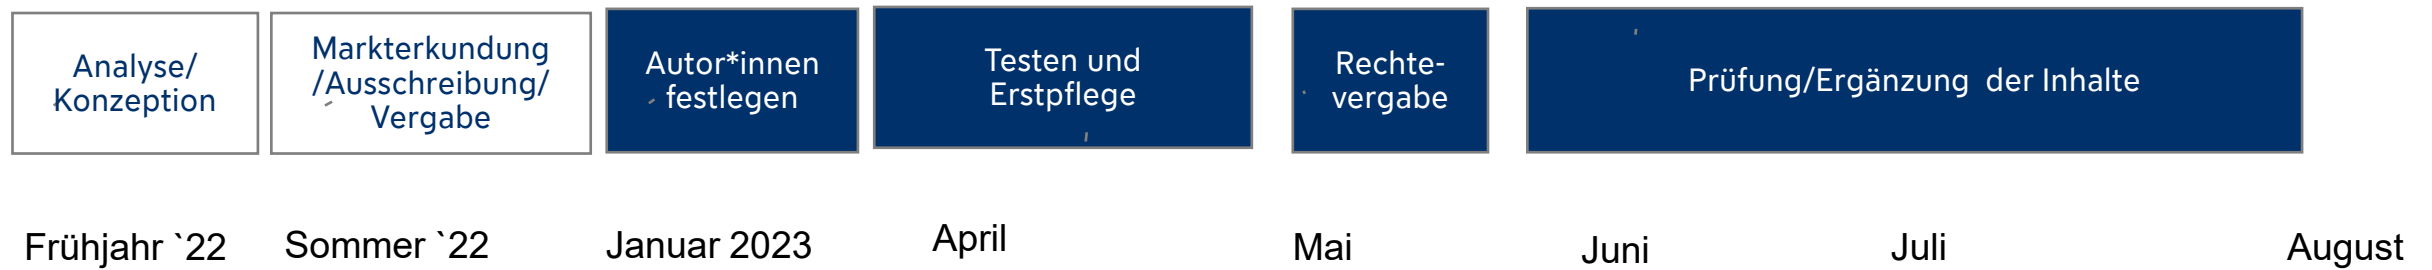 Analyse/
Konzeption
Markterkundung
/Ausschreibung/
Vergabe
Autor*innen
festlegen
Testen und
Erstpflege
Rechte-
vergabe
Prüfung/Ergänzung  der Inhalte
Frühjahr `22
Sommer `22
Januar 2023
April
Mai
Juni
Juli
August